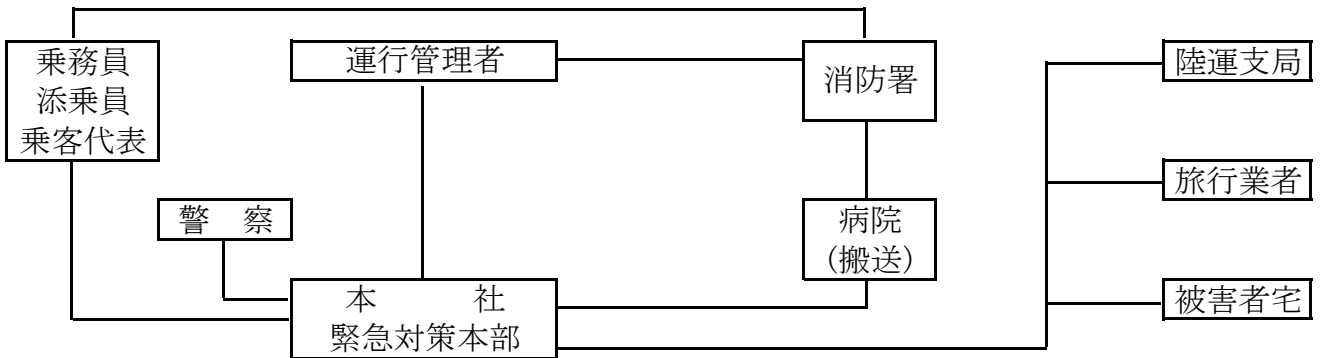 乗務員
添乗員
乗客代表
運行管理者
消防署
陸運支局
旅行業者
警 察
病院
(搬送)
本 社
緊急対策本部
被害者宅